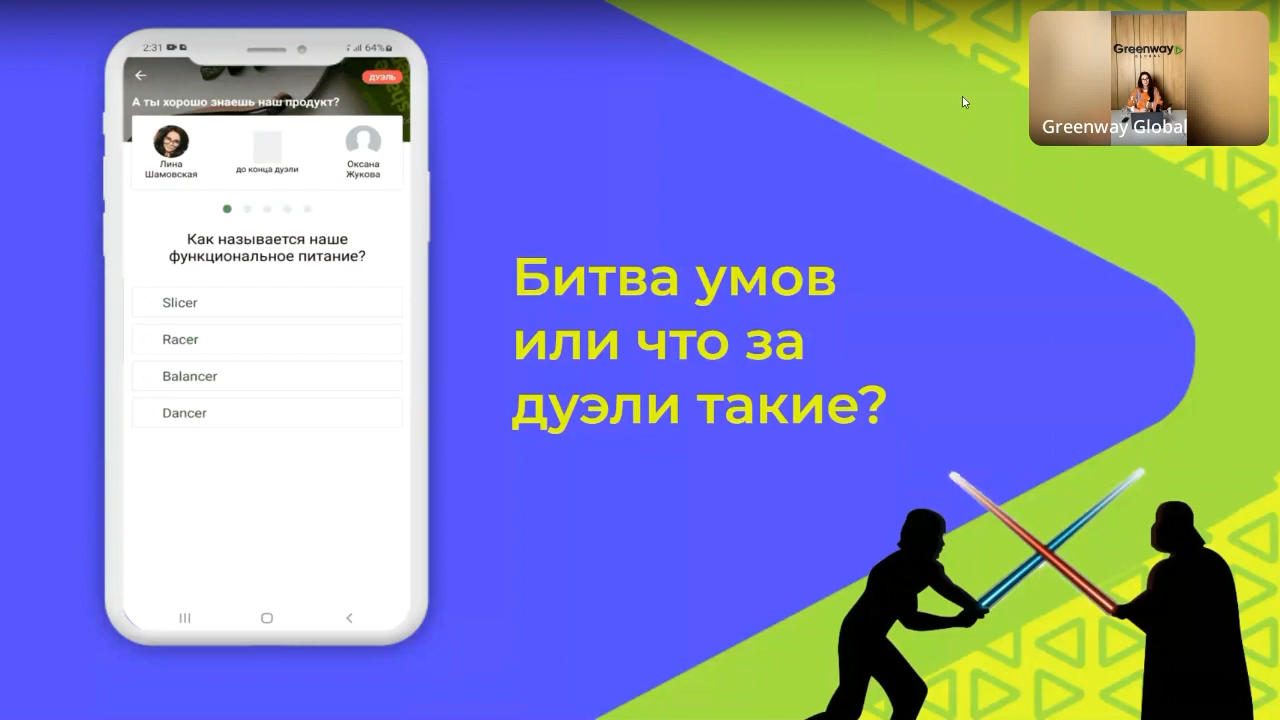 2:31
64%
ДУЭЛЬ
А ты хорошо знаешь наш продукт?
Лина
Шамовская
до конца дуэли
Оксана
Жукова
Как называется наше
функциональное питание?
Slicer
Racer
Balancer
Dancer
Битва умов
или что за
дуэли такие?
Greenway
GLOBAL
Greenway Global